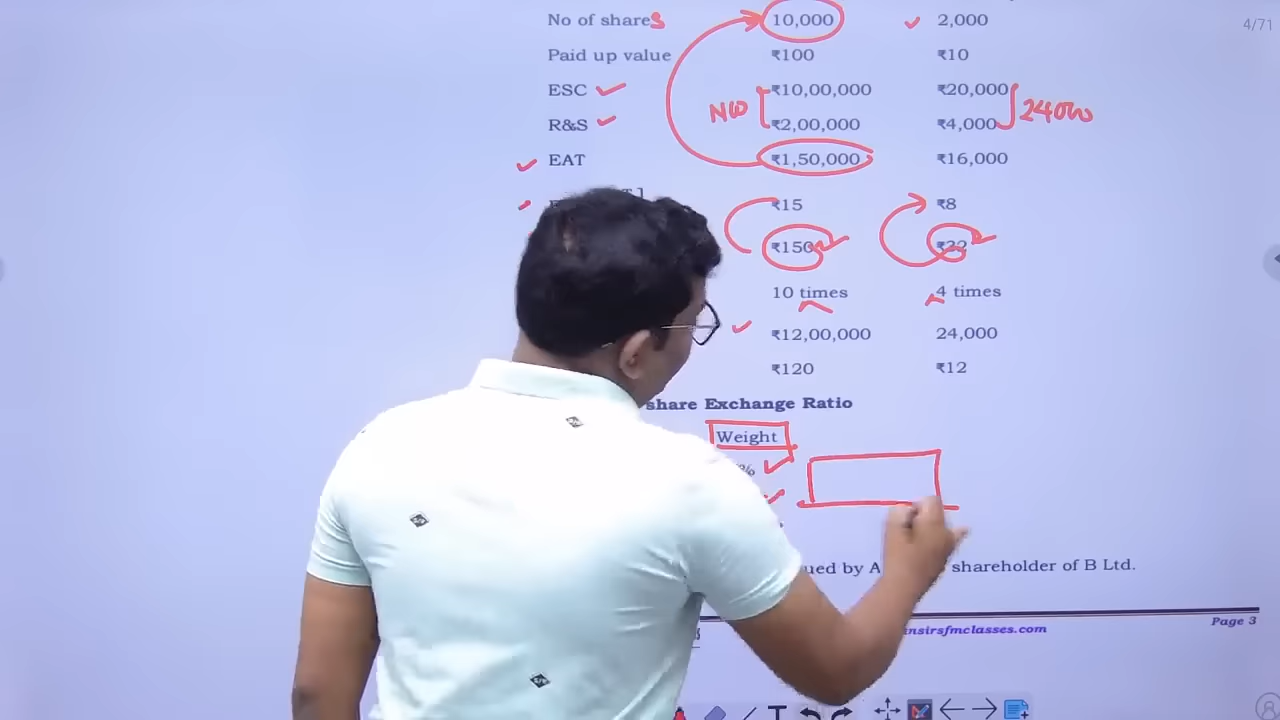 4/71
No of shares 10,000 2,000
Paid up value ₹100 ₹10
ESC ₹10,00,000 ₹20,000
NW 24000
R&S ₹2,00,000 ₹4,000
EAT ₹1,50,000 ₹16,000
₹15 ₹8
₹150
10 times 4 times
₹12,00,000 24,000
₹120 ₹12
share Exchange Ratio
Weight
%
ued by A shareholder of B Ltd.
nsirsfmclasses.com Page 3
T